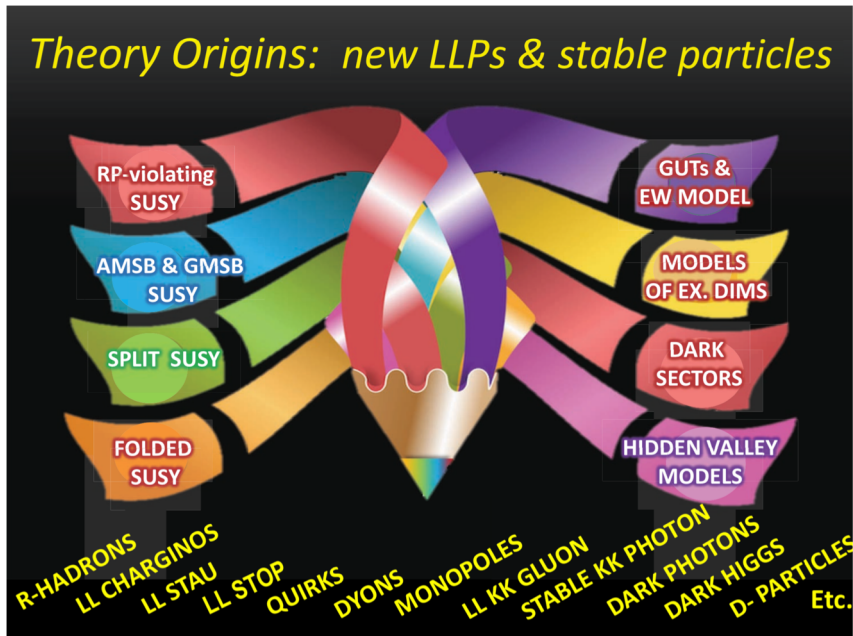 Theory Origins: new LLPs & stable particles
RP-violating
SUSY
AMSB & GMSB
SUSY
SPLIT SUSY
FOLDED
SUSY
GUTs &
EW MODEL
MODELS
OF EX. DIMS
DARK
SECTORS
HIDDEN VALLEY
MODELS
R-HADRONS
LL CHARGINOS
LL STAU
LL STOP
QUIRKS
DYONS
MONOPOLES
LL KK GLUON
STABLE KK PHOTON
DARK PHOTONS
DARK HIGGS
D- PARTICLES
Etc.